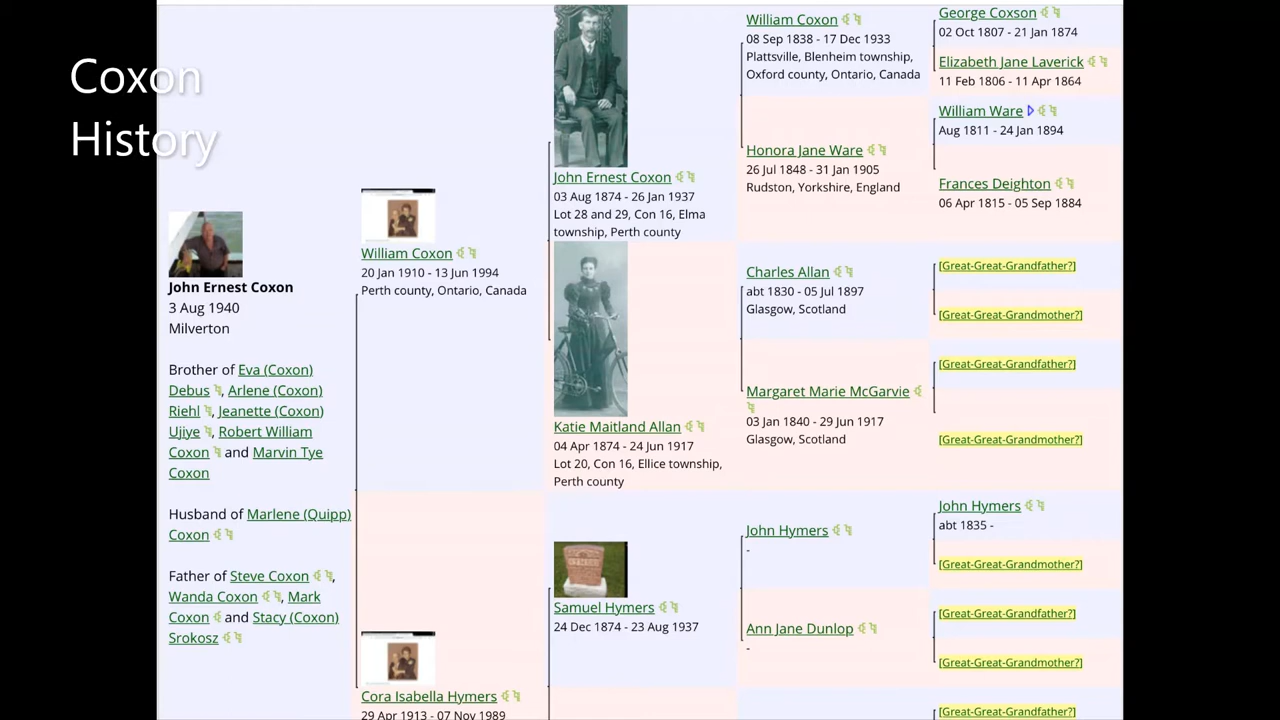 Coxon
History
John Ernest Coxon
3 Aug 1940
Milverton
Brother of Eva (Coxon)
Debus, Arlene (Coxon)
Riehl, Jeanette (Coxon)
Ujiye, Robert William
Coxon and Marvin Tye
Coxon
Husband of Marlene (Quipp)
Coxon
Father of Steve Coxon,
Wanda Coxon, Mark
Coxon and Stacy (Coxon)
Srokosz
William Coxon
20 Jan 1910 - 13 Jun 1994
Perth county, Ontario, Canada
Cora Isabella Hymers
29 Apr 1913 - 07 Nov 1989
John Ernest Coxon
03 Aug 1874 - 26 Jan 1937
Lot 28 and 29, Con 16, Elma
township, Perth county
Katie Maitland Allan
04 Apr 1874 - 24 Jun 1917
Lot 20, Con 16, Ellice township,
Perth county
Samuel Hymers
24 Dec 1874 - 23 Aug 1937
William Coxon
08 Sep 1838 - 17 Dec 1933
Plattsville, Blenheim township,
Oxford county, Ontario, Canada
Honora Jane Ware
26 Jul 1848 - 31 Jan 1905
Rudston, Yorkshire, England
Charles Allan
abt 1830 - 05 Jul 1897
Glasgow, Scotland
Margaret Marie McGarvie
03 Jan 1840 - 29 Jun 1917
Glasgow, Scotland
John Hymers
-
Ann Jane Dunlop
-
George Coxson
02 Oct 1807 - 21 Jan 1874
Elizabeth Jane Laverick
11 Feb 1806 - 11 Apr 1864
William Ware
Aug 1811 - 24 Jan 1894
Frances Deighton
06 Apr 1815 - 05 Sep 1884
[Great-Great-Grandfather?]
[Great-Great-Grandmother?]
[Great-Great-Grandfather?]
[Great-Great-Grandmother?]
John Hymers
abt 1835 -
[Great-Great-Grandmother?]
[Great-Great-Grandfather?]
[Great-Great-Grandmother?]
[Great-Great-Grandfather?]